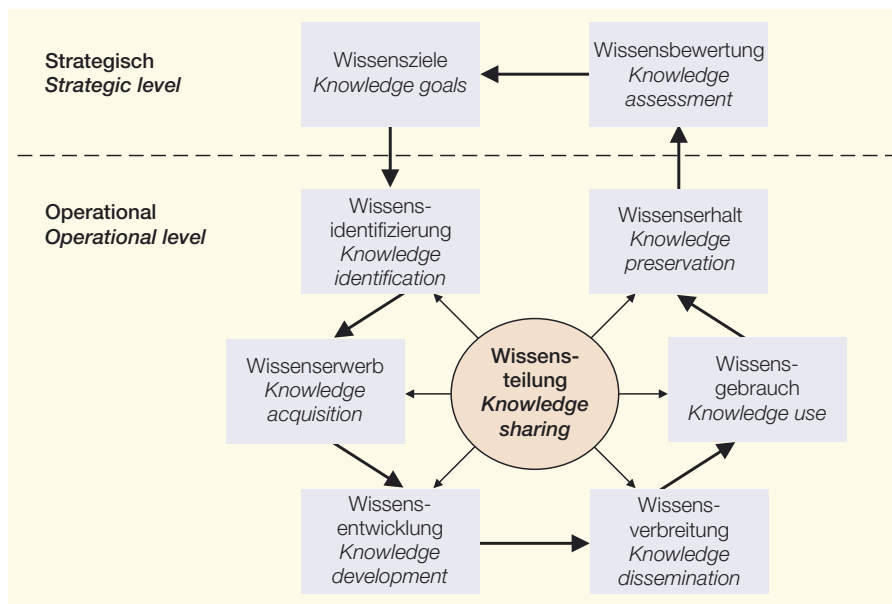 Strategisch
Strategic level
Wissensziele
Knowledge goals
Wissensbewertung
Knowledge
assessment
Operational
Operational level
Wissens-
identifizierung
Knowledge
identification
Wissenserhalt
Knowledge
preservation
Wissenserwerb
Knowledge
acquisition
Wissens-
teilung
Knowledge
sharing
Wissens-
gebrauch
Knowledge use
Wissens-
entwicklung
Knowledge
development
Wissens-
verbreitung
Knowledge
dissemination